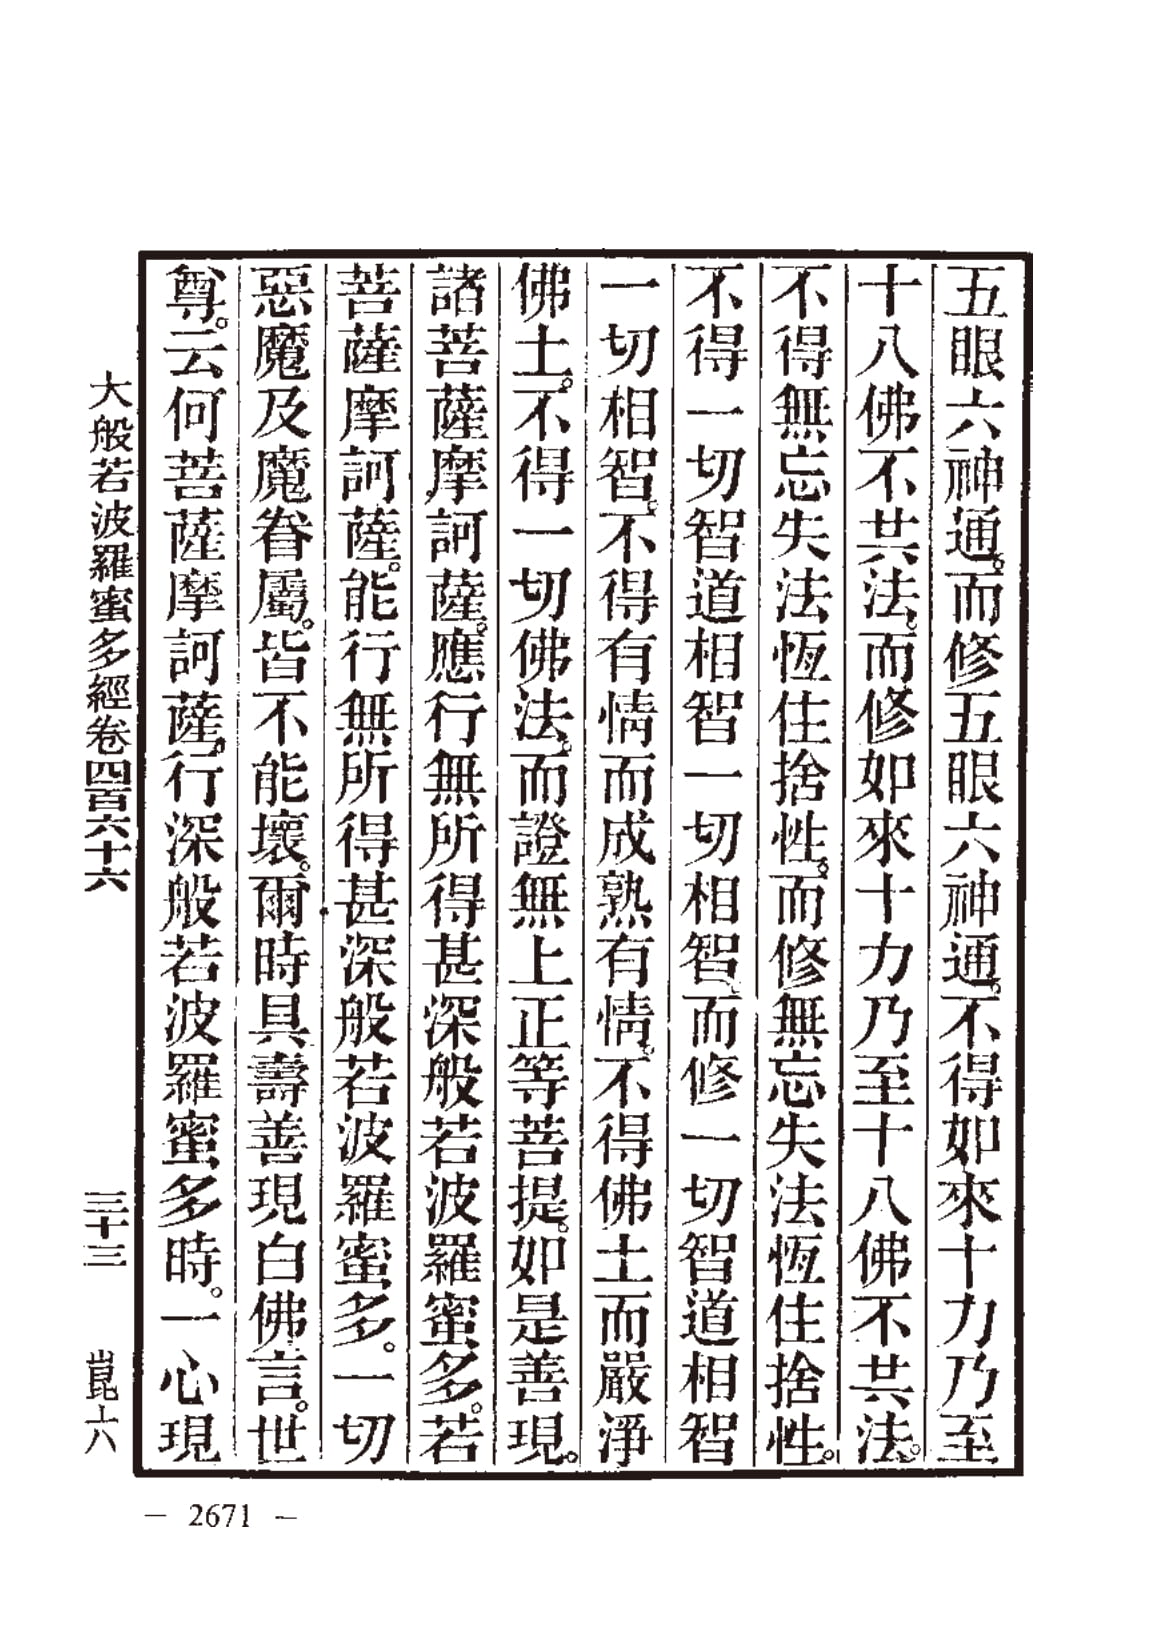 五眼六神通。而修五眼六神通。不得如來十力乃至
十八佛不共法。而修如來十力乃至十八佛不共法。
不得無忘失法恆住捨性。而修無忘失法恆住捨性。
不得一切智道相智一切相智。而修一切智道相智
一切相智。不得有情而成熟有情。不得佛土而嚴淨
佛土。不得一切佛法。而證無上正等菩提。如是善現。
諸菩薩摩訶薩。應行無所得甚深般若波羅蜜多。若
菩薩摩訶薩。能行無所得甚深般若波羅蜜多。一切
惡魔及魔眷屬。皆不能壞。爾時具壽善現白佛言。世
尊。云何菩薩摩訶薩。行深般若波羅蜜多時。一心現
大般若波羅蜜多經卷四百六十六 三十三 崑六
— 2671 —